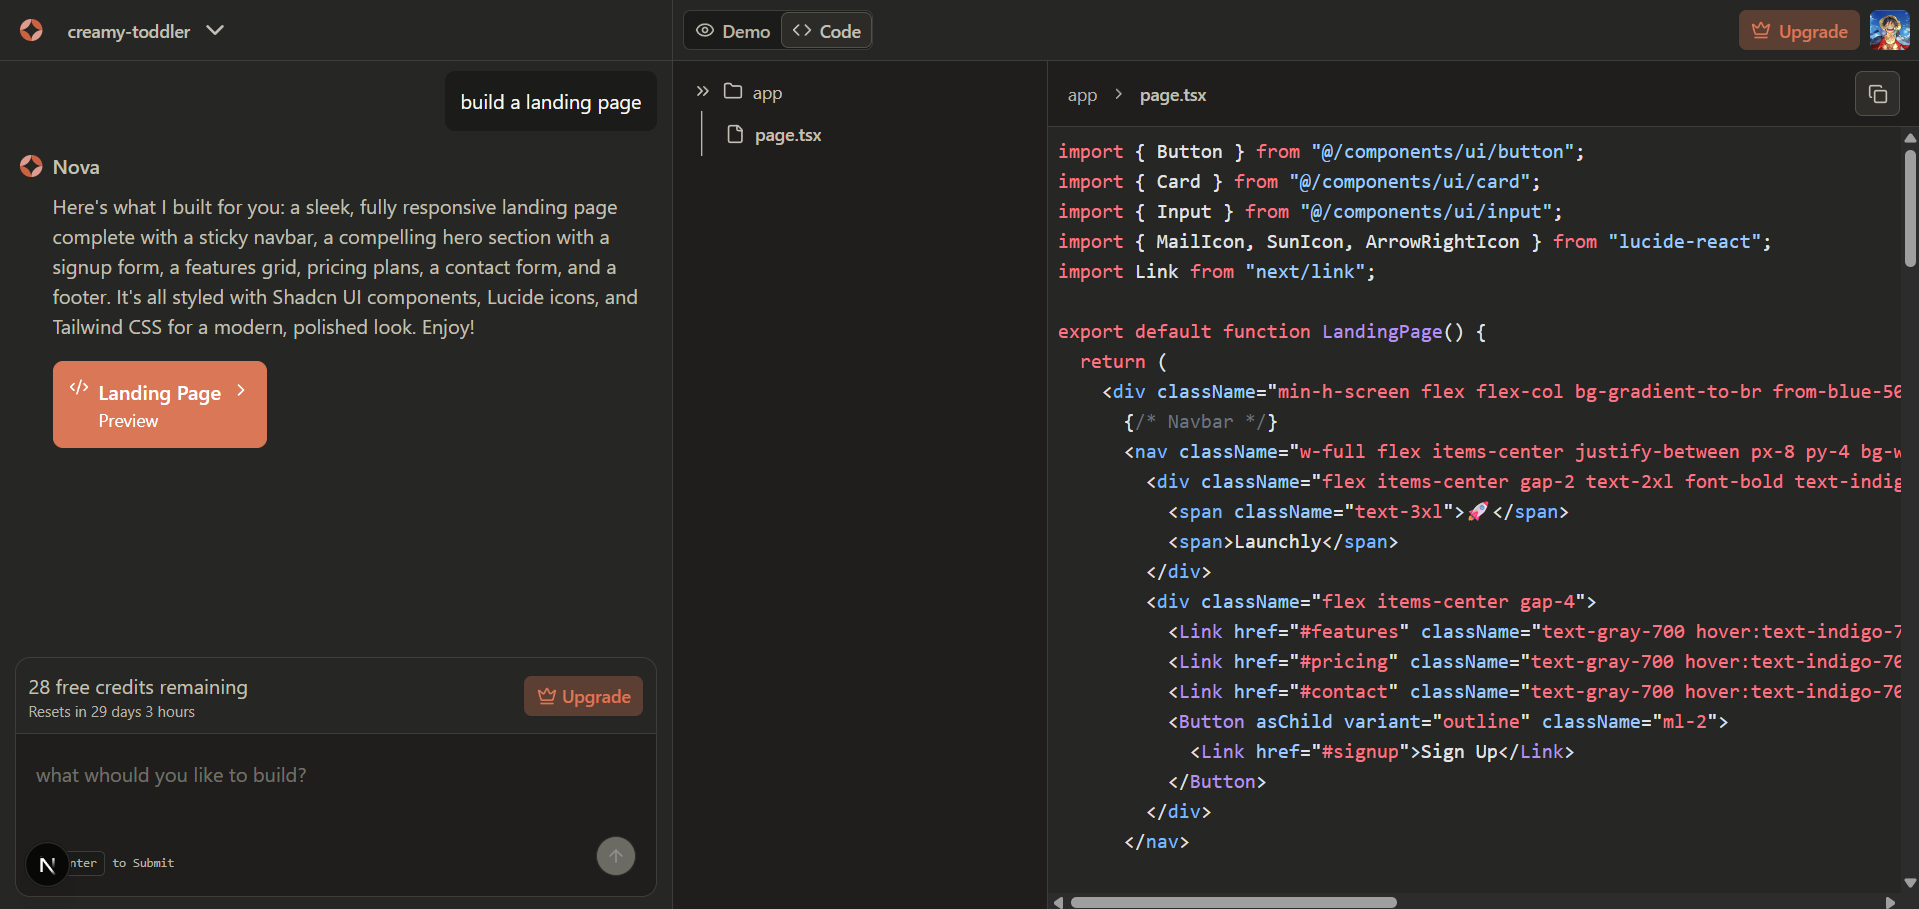 creamy-toddler
Demo
Code
Upgrade
build a landing page
Nova
Here's what I built for you: a sleek, fully responsive landing page
complete with a sticky navbar, a compelling hero section with a
signup form, a features grid, pricing plans, a contact form, and a
footer. It's all styled with Shadcn UI components, Lucide icons, and
Tailwind CSS for a modern, polished look. Enjoy!
</> Landing Page
Preview
28 free credits remaining
Resets in 29 days 3 hours
Upgrade
what whould you like to build?
N
nter to Submit
app
page.tsx
app > page.tsx
import { Button } from "@/components/ui/button";
import { Card } from "@/components/ui/card";
import { Input } from "@/components/ui/input";
import { MailIcon, SunIcon, ArrowRightIcon } from "lucide-react";
import Link from "next/link";
export default function LandingPage() {
return (
<div className="min-h-screen flex flex-col bg-gradient-to-br from-blue-50
{/* Navbar */}
<nav className="w-full flex items-center justify-between px-8 py-4 bg-w
<div className="flex items-center gap-2 text-2xl font-bold text-indig
<span className="text-3xl">🚀</span>
<span>Launchly</span>
</div>
<div className="flex items-center gap-4">
<Link href="#features" className="text-gray-700 hover:text-indigo-7
<Link href="#pricing" className="text-gray-700 hover:text-indigo-70
<Link href="#contact" className="text-gray-700 hover:text-indigo-70
<Button asChild variant="outline" className="ml-2">
<Link href="#signup">Sign Up</Link>
</Button>
</div>
</nav>